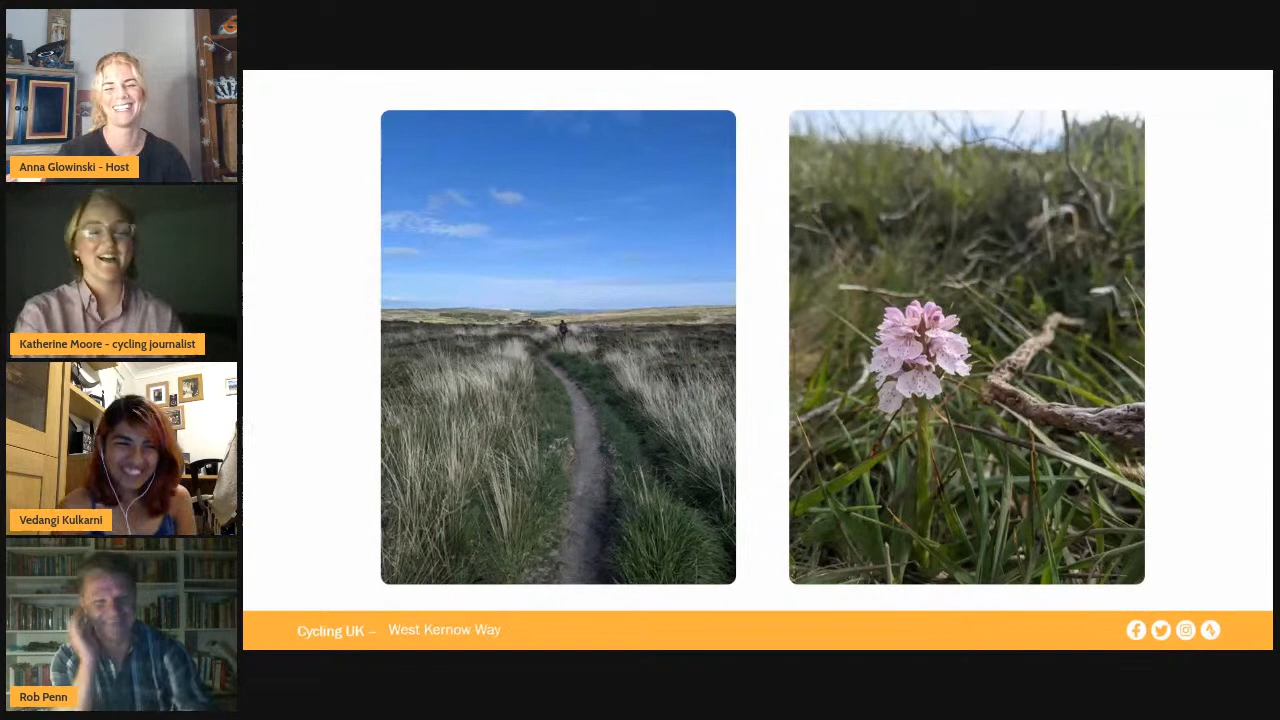 Anna Glowinski - Host
Katherine Moore - cycling journalist
Vedangi Kulkarni
Rob Penn
Cycling UK – West Kernow Way